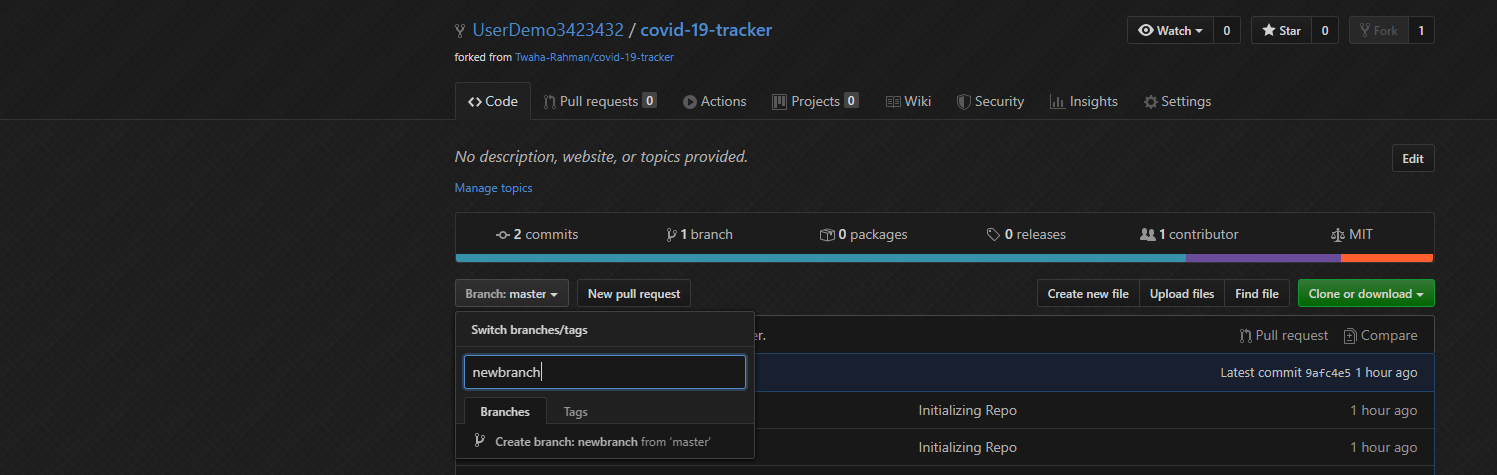 UserDemo3423432 / covid-19-tracker
Watch 0 Star 0 Fork 1
forked from Twaha-Rahman/covid-19-tracker
Code Pull requests 0 Actions Projects 0 Wiki Security Insights Settings
No description, website, or topics provided.
Edit
Manage topics
2 commits 1 branch 0 packages 0 releases 1 contributor MIT
Branch: master New pull request Create new file Upload files Find file Clone or download
Switch branches/tags
er. Pull request Compare
newbranch
Latest commit 9afc4e5 1 hour ago
Branches Tags
Initializing Repo 1 hour ago
Create branch: newbranch from ‘master’
Initializing Repo 1 hour ago